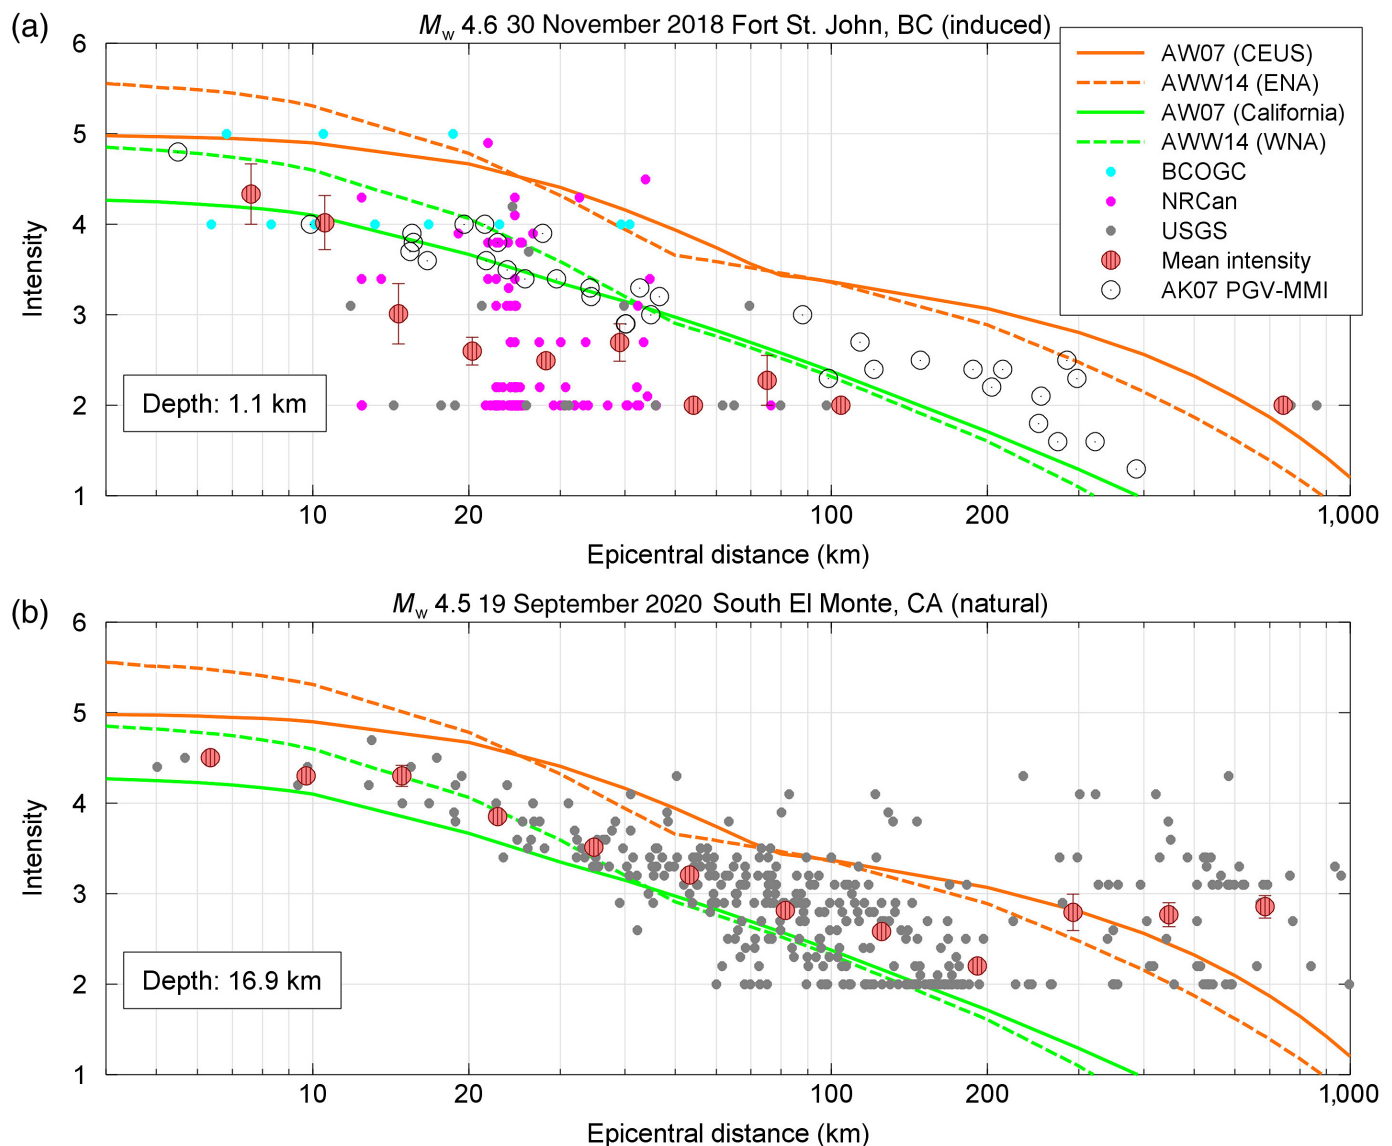 (a)
M_w 4.6 30 November 2018 Fort St. John, BC (induced)
AW07 (CEUS)
AWW14 (ENA)
AW07 (California)
AWW14 (WNA)
BCOGC
NRCan
USGS
Mean intensity
AK07 PGV-MMI
6
5
4
3
2
1
Intensity
Depth: 1.1 km
10 20 100 200 1,000
Epicentral distance (km)
(b)
M_w 4.5 19 September 2020 South El Monte, CA (natural)
6
5
4
3
2
1
Intensity
Depth: 16.9 km
10 20 100 200 1,000
Epicentral distance (km)